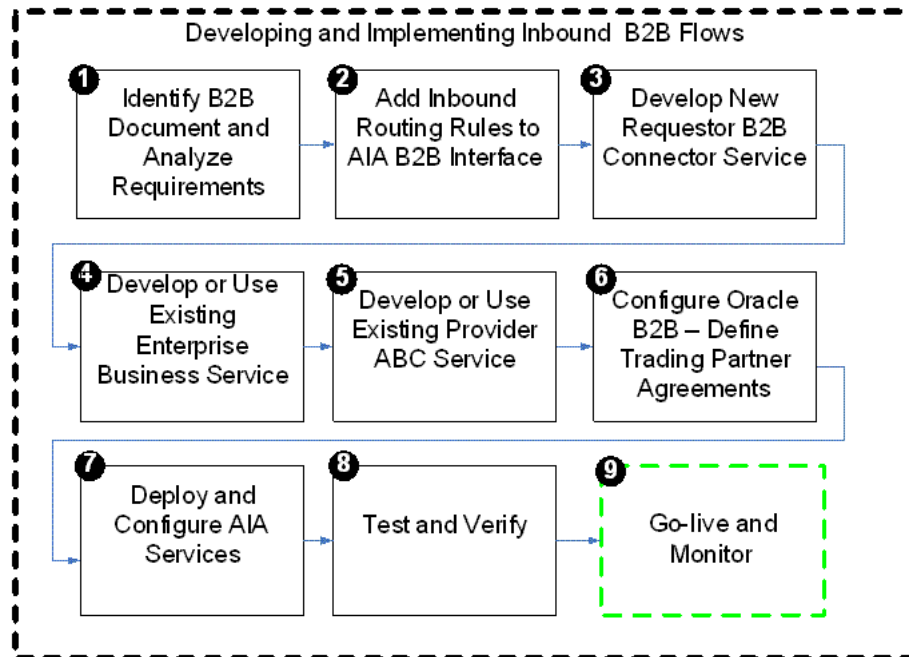 Developing and Implementing Inbound B2B Flows
1
Identify B2B
Document and
Analyze
Requirements
2
Add Inbound
Routing Rules to
AIA B2B Interface
3
Develop New
Requestor B2B
Connector Service
4
Develop or Use
Existing
Enterprise
Business Service
5
Develop or Use
Existing Provider
ABC Service
6
Configure Oracle
B2B – Define
Trading Partner
Agreements
7
Deploy and
Configure AIA
Services
8
Test and Verify
9
Go-live and
Monitor